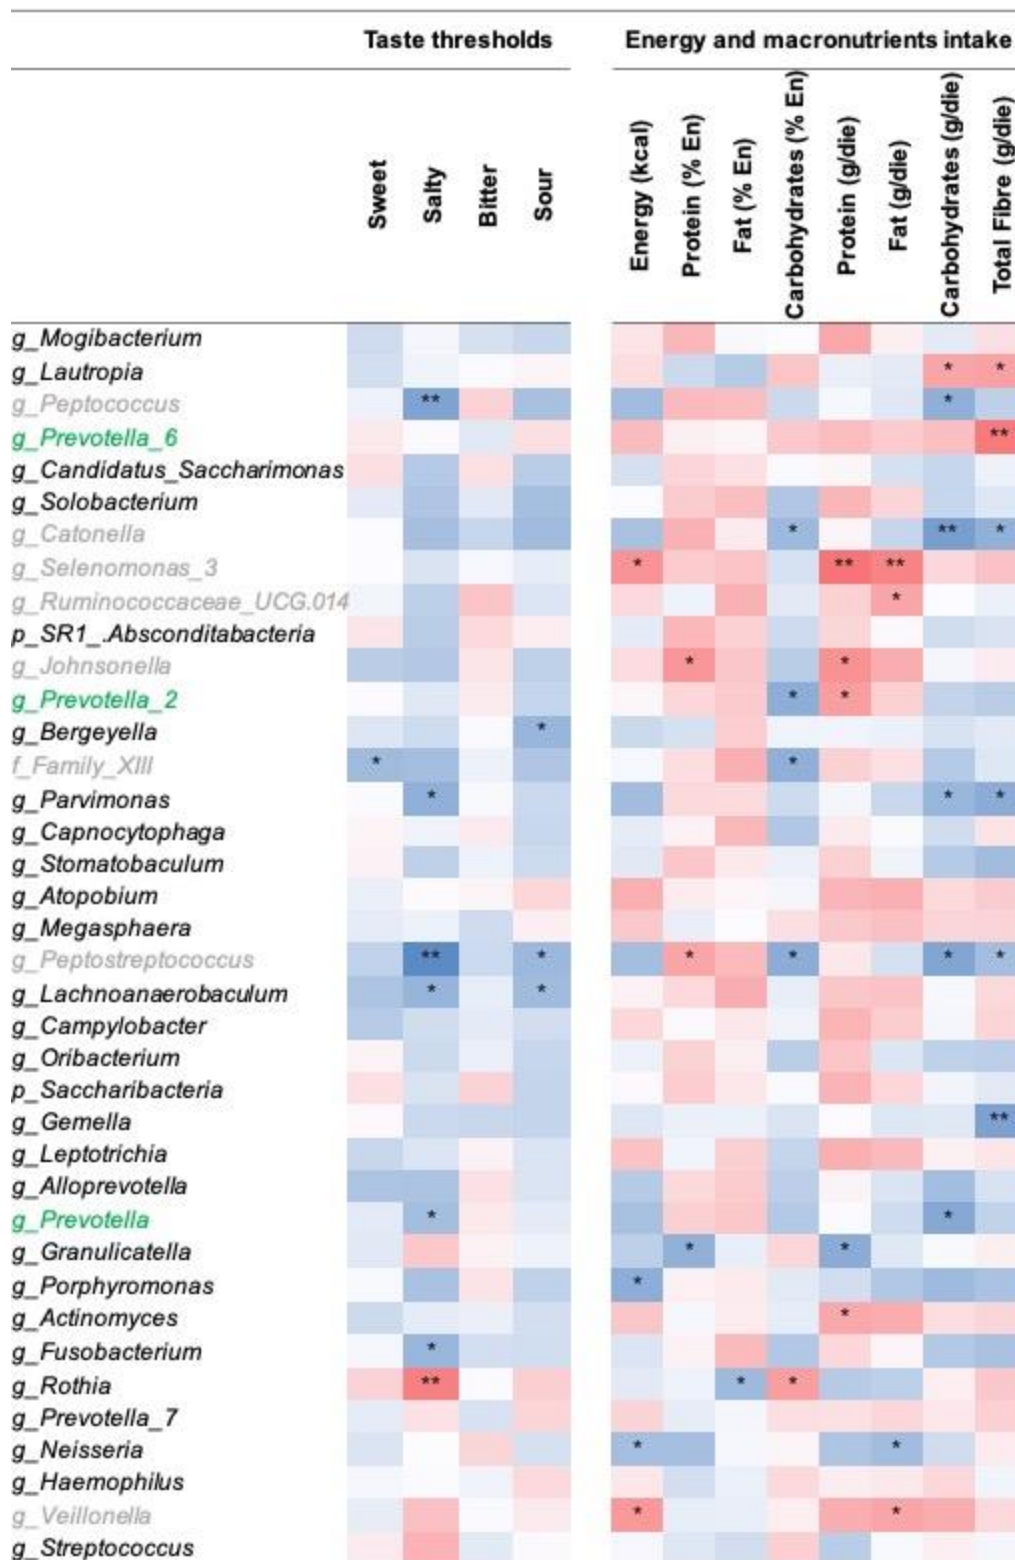 Taste thresholds Energy and macronutrients intake
Sweet Salty Bitter Sour Energy (kcal) Protein (% En) Fat (% En) Carbohydrates (% En) Protein (g/die) Fat (g/die) Carbohydrates (g/die) Total Fibre (g/die)
g_Mogibacterium
g_Lautropia * *
g_Peptococcus ** *
g_Prevotella_6 **
g_Candidatus_Saccharimonas
g_Solobacterium
g_Catonella * ** *
g_Selenomonas_3 * ** **
g_Ruminococcaceae_UCG.014 *
p_SR1_.Absconditabacteria
g_Johnsonella * *
g_Prevotella_2 * *
g_Bergeyella *
f_Family_XIII * *
g_Parvimonas * * *
g_Capnocytophaga
g_Stomatobaculum
g_Atopobium
g_Megasphaera
g_Peptostreptococcus ** * * * * *
g_Lachnoanaerobaculum * *
g_Campylobacter
g_Oribacterium
p_Saccharibacteria
g_Gemella **
g_Leptotrichia
g_Alloprevotella
g_Prevotella * *
g_Granulicatella * *
g_Porphyromonas *
g_Actinomyces *
g_Fusobacterium *
g_Rothia ** * *
g_Prevotella_7
g_Neisseria * *
g_Haemophilus
g_Veillonella * *
g_Streptococcus